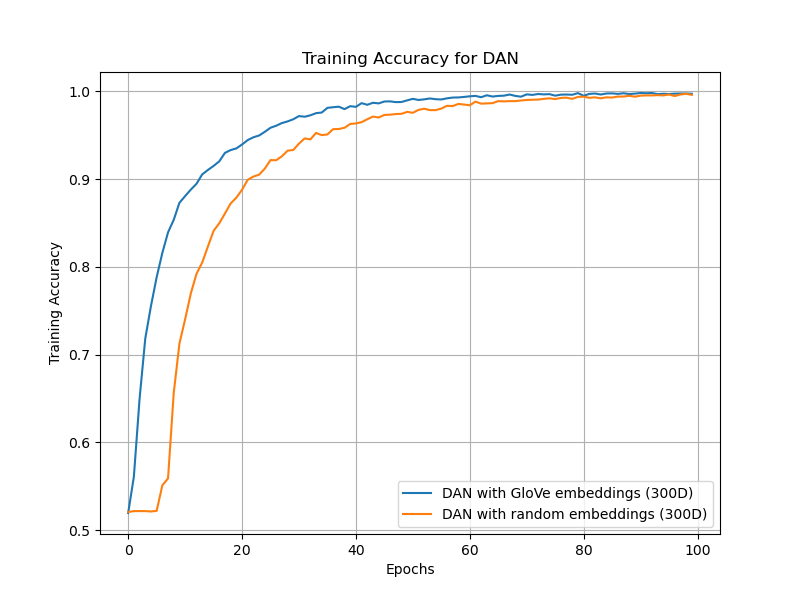 Training Accuracy for DAN
Training Accuracy
1.0
0.9
0.8
0.7
0.6
0.5
DAN with GloVe embeddings (300D)
DAN with random embeddings (300D)
0 20 40 60 80 100
Epochs